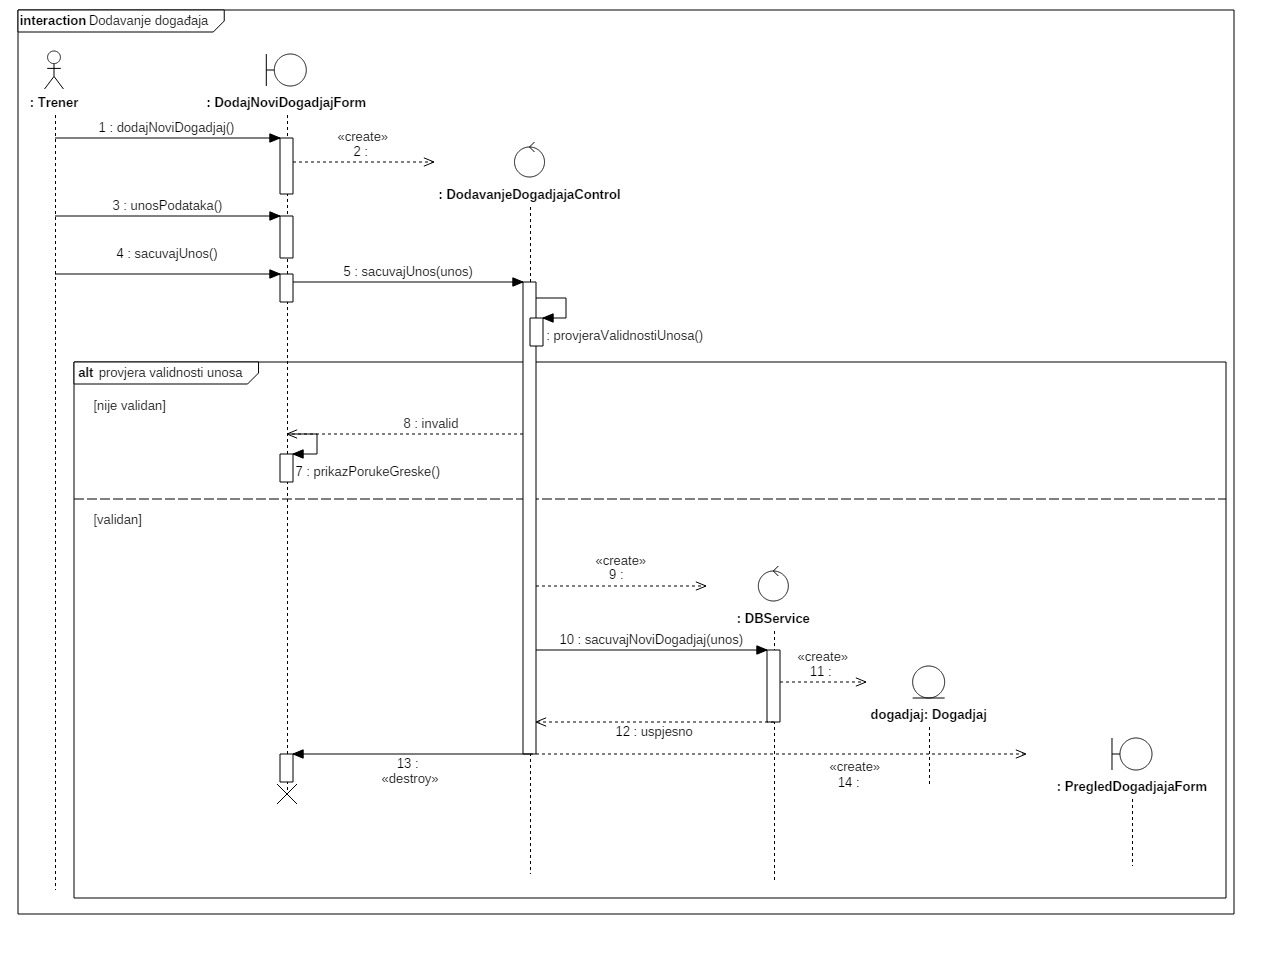 interaction Dodavanje događaja
: Trener
: DodajNoviDogadjajForm
1 : dodajNoviDogadjaj()
«create»
2 :
: DodavanjeDogadjajaControl
3 : unosPodataka()
4 : sacuvajUnos()
5 : sacuvajUnos(unos)
: provjeraValidnostiUnosa()
alt provjera validnosti unosa
[nije validan]
8 : invalid
7 : prikazPorukeGreske()
[validan]
«create»
9 :
: DBService
10 : sacuvajNoviDogadjaj(unos)
«create»
11 :
dogadjaj: Dogadjaj
12 : uspjesno
13 :
«destroy»
«create»
14 :
: PregledDogadjajaForm